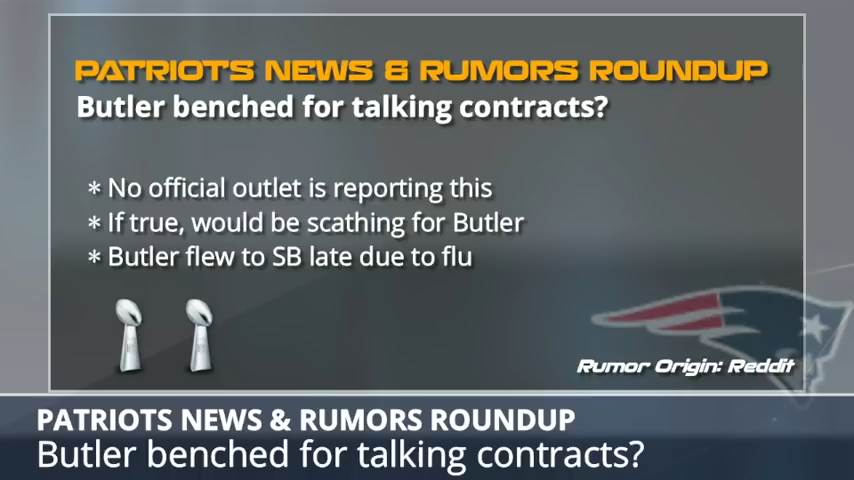 PATRIOTS NEWS & RUMORS ROUNDUP
Butler benched for talking contracts?
* No official outlet is reporting this
* If true, would be scathing for Butler
* Butler flew to SB late due to flu
Rumor Origin: Reddit
PATRIOTS NEWS & RUMORS ROUNDUP
Butler benched for talking contracts?